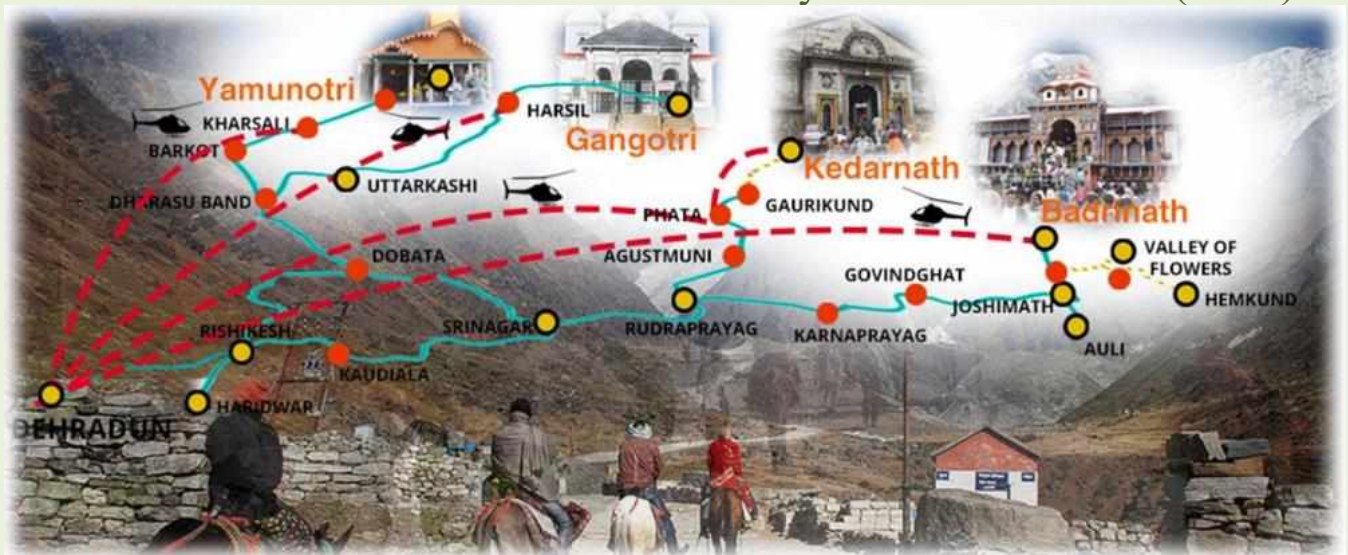 Yamunotri
HARSIL
KHARSALI
Gangotri
BARKOT
Kedarnath
UTTARKASHI
DHARASU BAND
GAURIKUND
PHATA
Badrinath
DOBATA
AGUSTMUNI
VALLEY OF
FLOWERS
GOVINDGHAT
JOSHIMATH
HEMKUND
RISHIKESH
SRINAGAR
RUDRAPRAYAG
KARNAPRAYAG
AULI
KAUDIALA
HARIDWAR
DEHRADUN